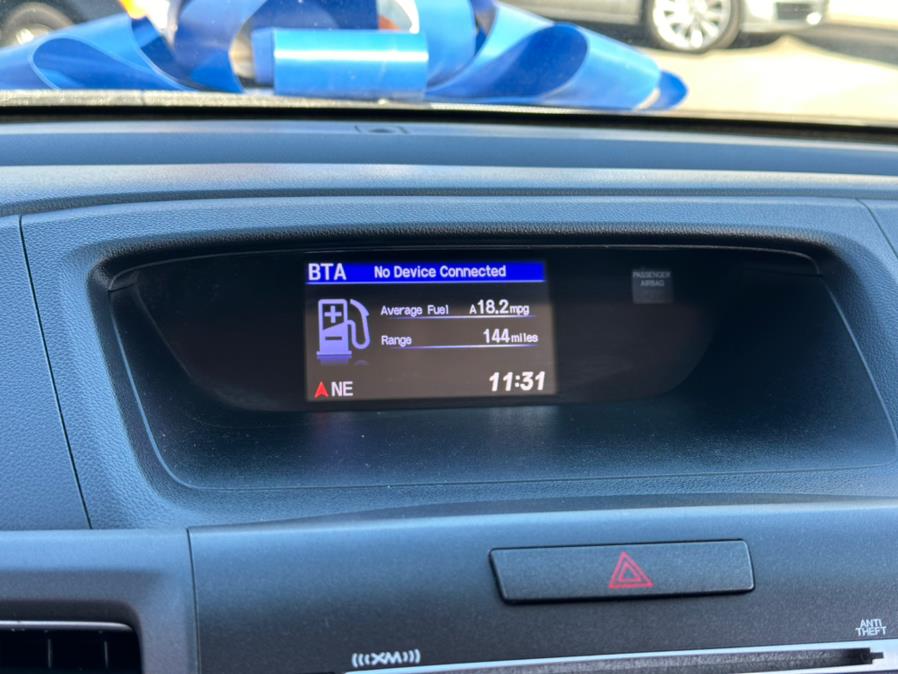 BTA No Device Connected
PASSENGER
AIRBAG
Average Fuel A18.2mpg
Range 144miles
NE 11:31
ANTI
THEFT
(((XM)))